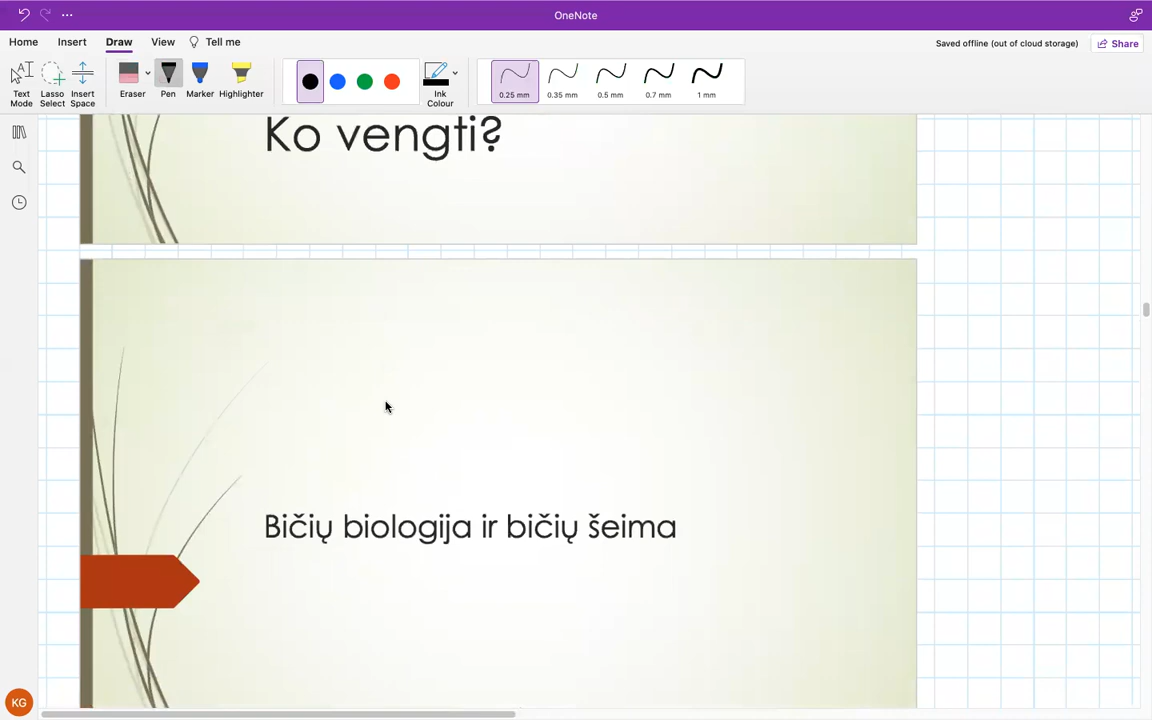 OneNote
Home Insert Draw View Tell me
Saved offline (out of cloud storage) Share
Text Mode
Lasso Select
Insert Space
Eraser
Pen
Marker
Highlighter
Ink Colour
0.25 mm
0.35 mm
0.5 mm
0.7 mm
1 mm
Ko vengti?
Bičių biologija ir bičių šeima
KG